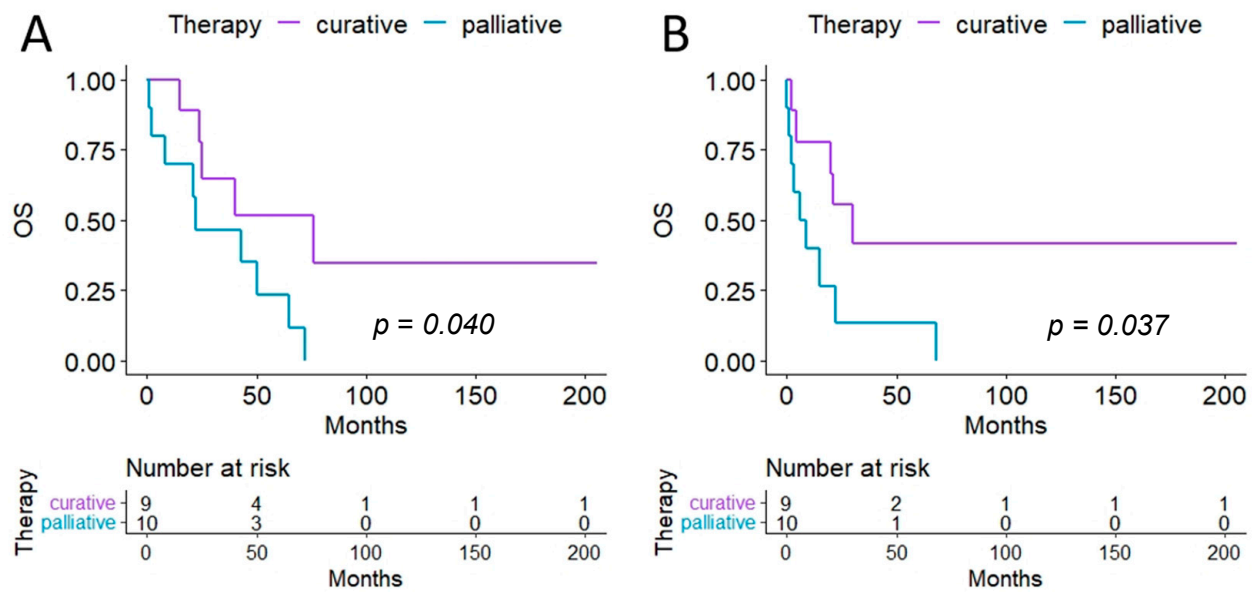 A
Therapy curative palliative
1.00
0.75
0.50
0.25
0.00
OS
p = 0.040
0 50 100 150 200
Months
Number at risk
Therapy
curative 9 4 1 1 1
palliative 10 3 0 0 0
0 50 100 150 200
Months
B
Therapy curative palliative
1.00
0.75
0.50
0.25
0.00
OS
p = 0.037
0 50 100 150 200
Months
Number at risk
Therapy
curative 9 2 1 1 1
palliative 10 1 0 0 0
0 50 100 150 200
Months